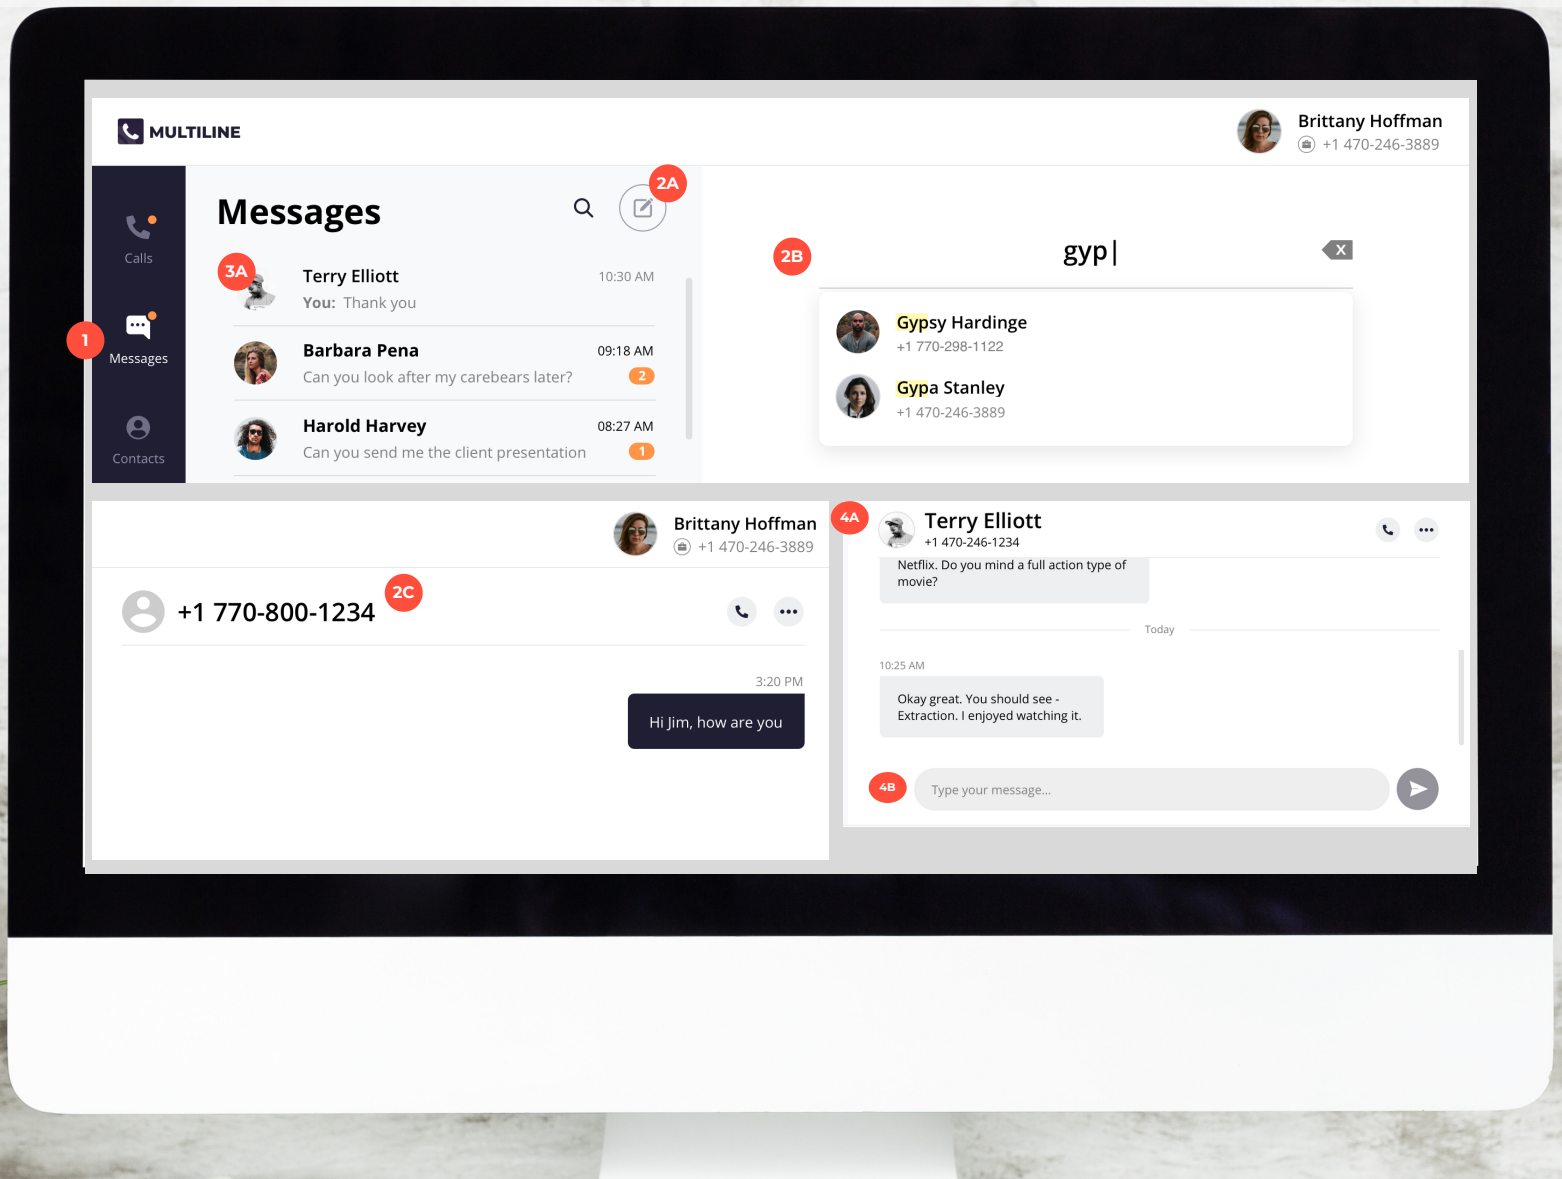 MULTILINE
Brittany Hoffman
+1 470-246-3889
Calls
1
Messages
Contacts
Messages
2A
3A
Terry Elliott
10:30 AM
You: Thank you
Barbara Pena
09:18 AM
Can you look after my carebears later?
2
Harold Harvey
08:27 AM
Can you send me the client presentation
1
2B
gyp|
X
Gypsy Hardinge
+1 770-298-1122
Gypa Stanley
+1 470-246-3889
Brittany Hoffman
+1 470-246-3889
+1 770-800-1234
2C
3:20 PM
Hi Jim, how are you
4A
Terry Elliott
+1 470-246-1234
Netflix. Do you mind a full action type of
movie?
Today
10:25 AM
Okay great. You should see -
Extraction. I enjoyed watching it.
4B
Type your message...